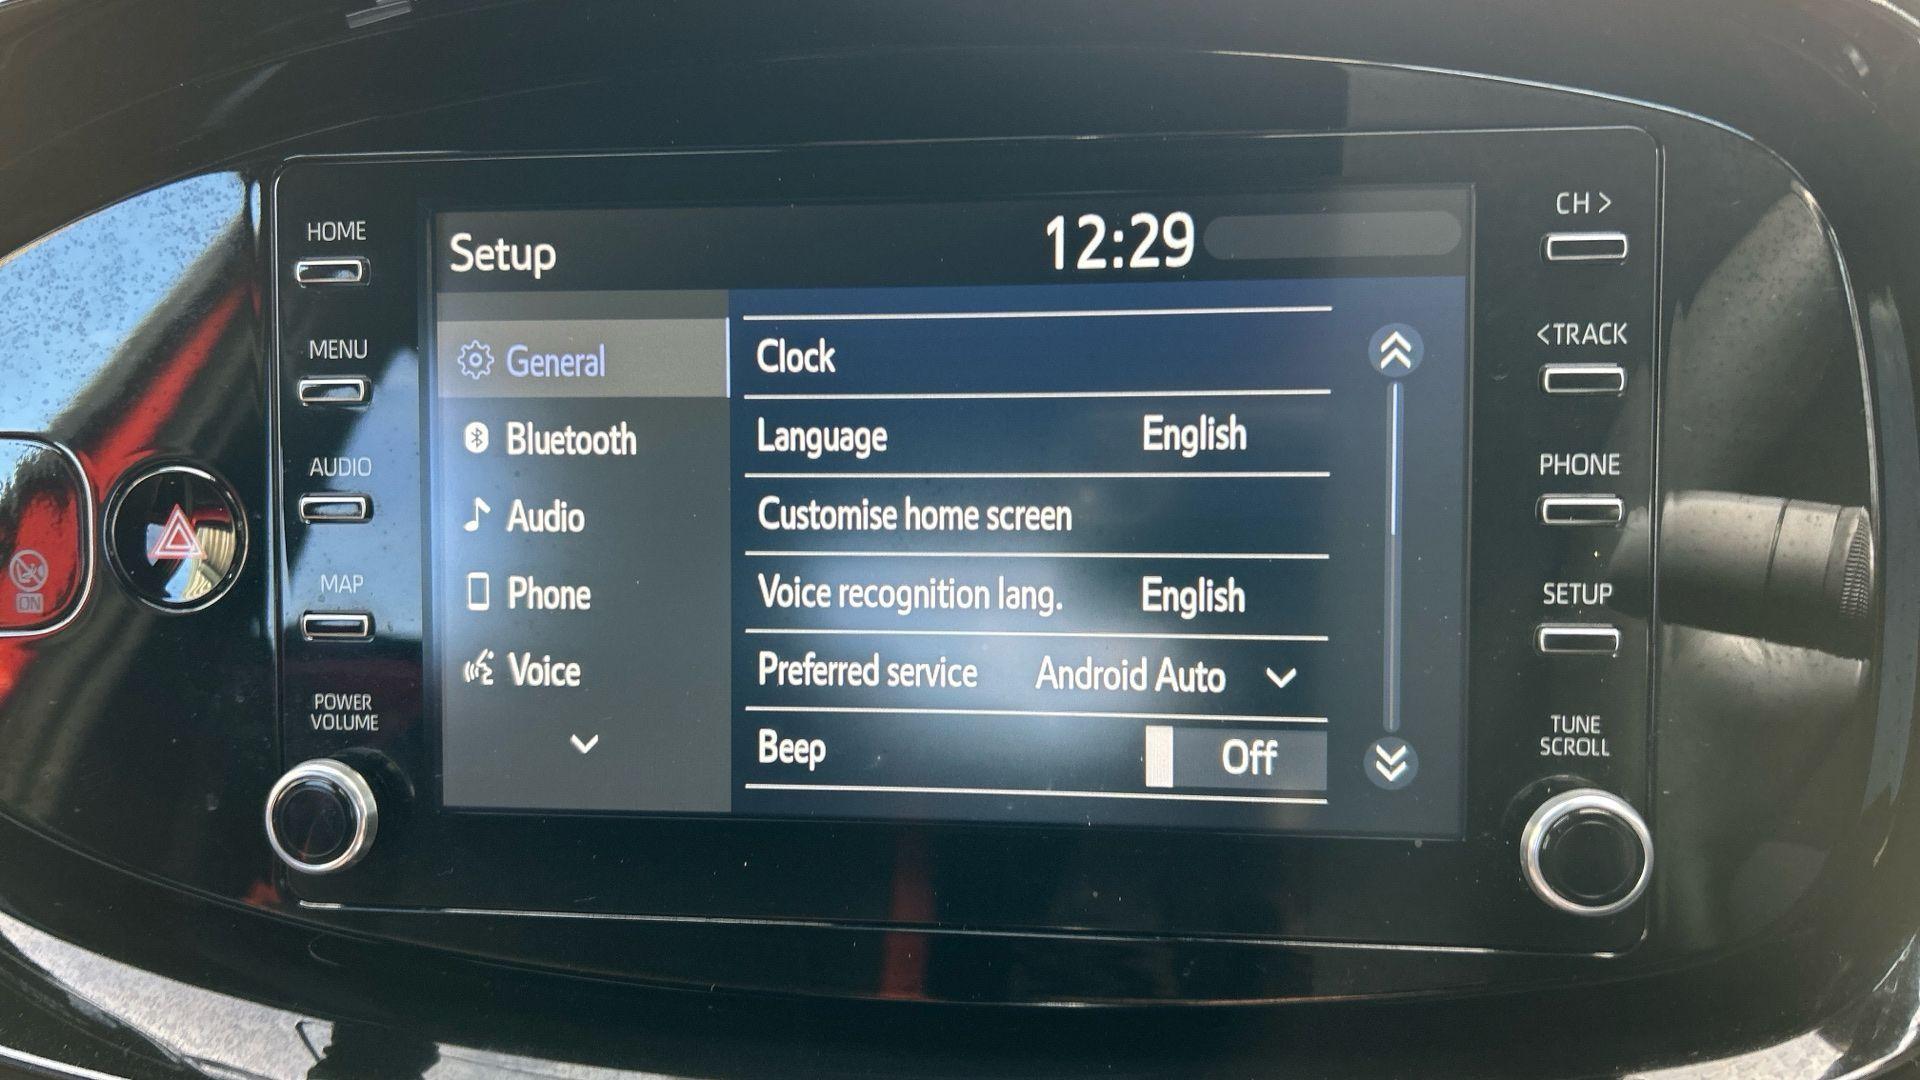 HOME
MENU
AUDIO
MAP
POWER
VOLUME
ON
Setup 12:29
General
Bluetooth
Audio
Phone
Voice
Clock
Language English
Customise home screen
Voice recognition lang. English
Preferred service Android Auto
Beep Off
CH >
<TRACK
PHONE
SETUP
TUNE
SCROLL